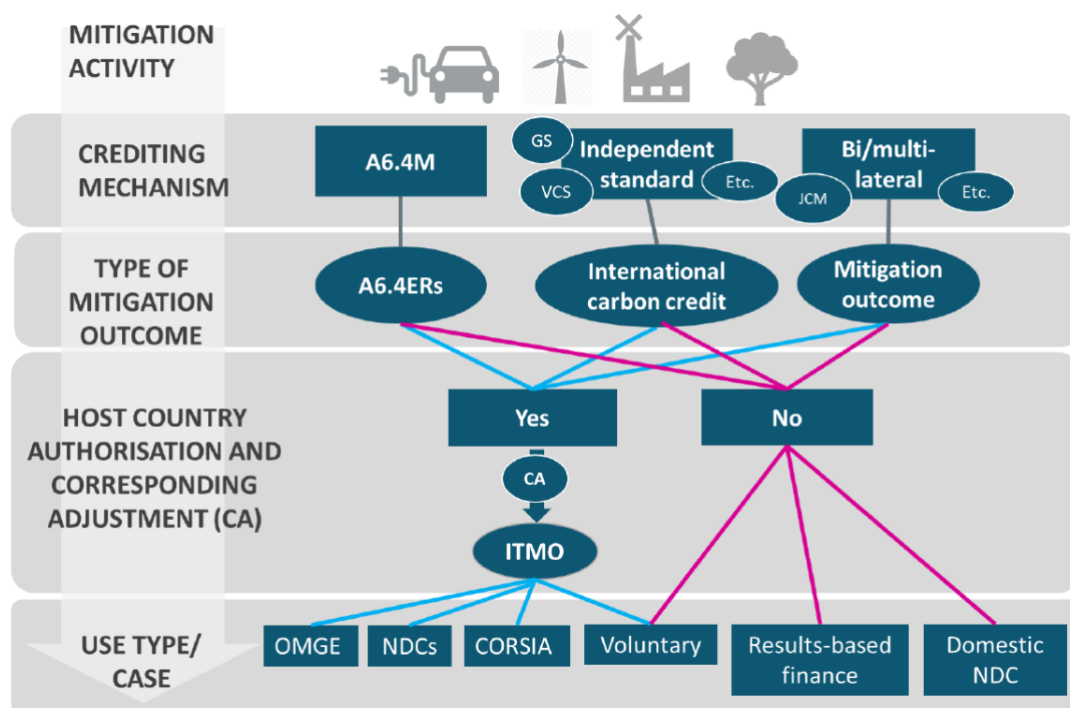 MITIGATION
ACTIVITY
CREDITING
MECHANISM
A6.4M
GS
VCS
Independent
standard
Etc.
Bi/multi-
lateral
JCM
Etc.
TYPE OF
MITIGATION
OUTCOME
A6.4ERs
International
carbon credit
Mitigation
outcome
HOST COUNTRY
AUTHORISATION AND
CORRESPONDING
ADJUSTMENT (CA)
Yes
No
CA
ITMO
USE TYPE/
CASE
OMGE
NDCs
CORSIA
Voluntary
Results-based
finance
Domestic
NDC